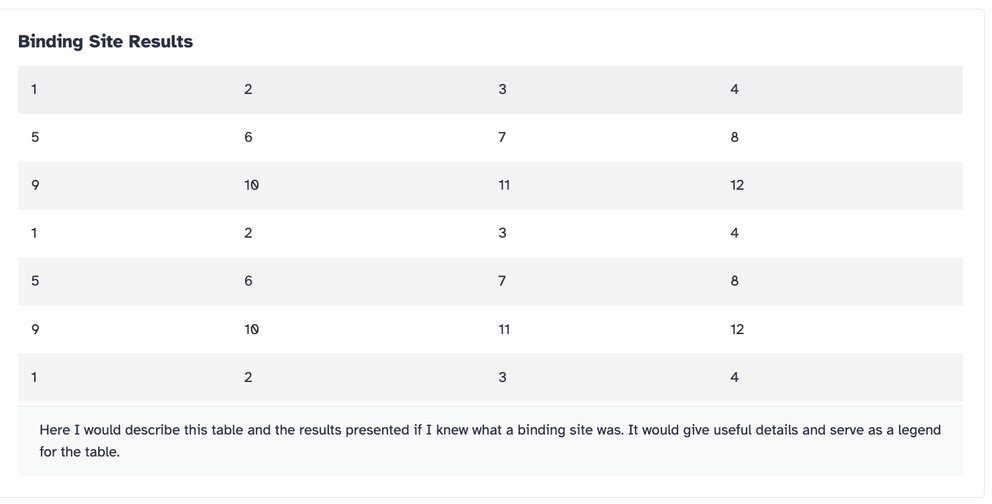 Binding Site Results
1 2 3 4
5 6 7 8
9 10 11 12
1 2 3 4
5 6 7 8
9 10 11 12
1 2 3 4
Here I would describe this table and the results presented if I knew what a binding site was. It would give useful details and serve as a legend
for the table.